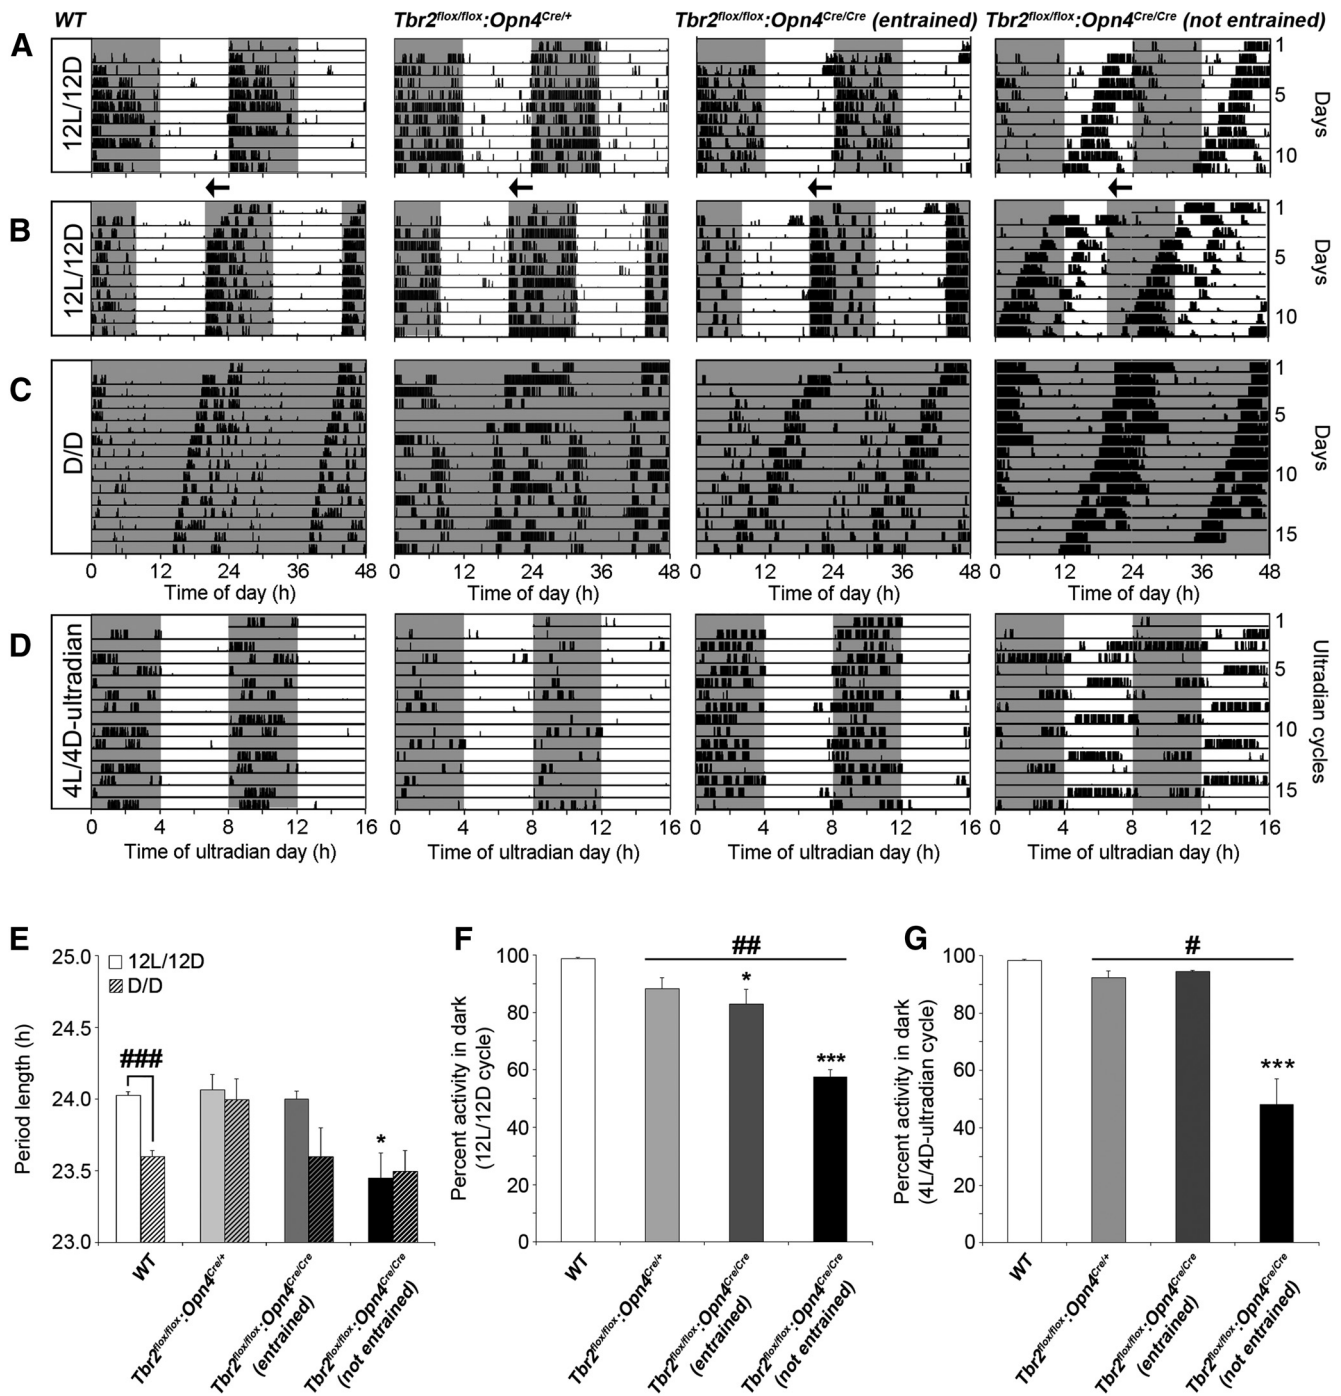 WT Tbr2flox/flox:Opn4Cre/+ Tbr2flox/flox:Opn4Cre/Cre (entrained) Tbr2flox/flox:Opn4Cre/Cre (not entrained)
A
12L/12D
1
5
10
Days
B
12L/12D
1
5
10
Days
C
D/D
1
5
10
15
Days
0 12 24 36 48 0 12 24 36 48 0 12 24 36 48 0 12 24 36 48
Time of day (h) Time of day (h) Time of day (h) Time of day (h)
D
4L/4D-ultradian
1
5
10
15
Ultradian cycles
0 4 8 12 16 0 4 8 12 16 0 4 8 12 16 0 4 8 12 16
Time of ultradian day (h) Time of ultradian day (h) Time of ultradian day (h) Time of ultradian day (h)
E
25.0
24.5
24.0
23.5
23.0
Period length (h)
12L/12D
D/D
###
*
WT
Tbr2flox/flox:Opn4Cre/+
Tbr2flox/flox:Opn4Cre/Cre
(entrained)
Tbr2flox/flox:Opn4Cre/Cre
(not entrained)
F
100
80
60
40
20
0
Percent activity in dark
(12L/12D cycle)
##
*
***
WT
Tbr2flox/flox:Opn4Cre/+
Tbr2flox/flox:Opn4Cre/Cre
(entrained)
Tbr2flox/flox:Opn4Cre/Cre
(not entrained)
G
100
80
60
40
20
0
Percent activity in dark
(4L/4D-ultradian cycle)
#
***
WT
Tbr2flox/flox:Opn4Cre/+
Tbr2flox/flox:Opn4Cre/Cre
(entrained)
Tbr2flox/flox:Opn4Cre/Cre
(not entrained)